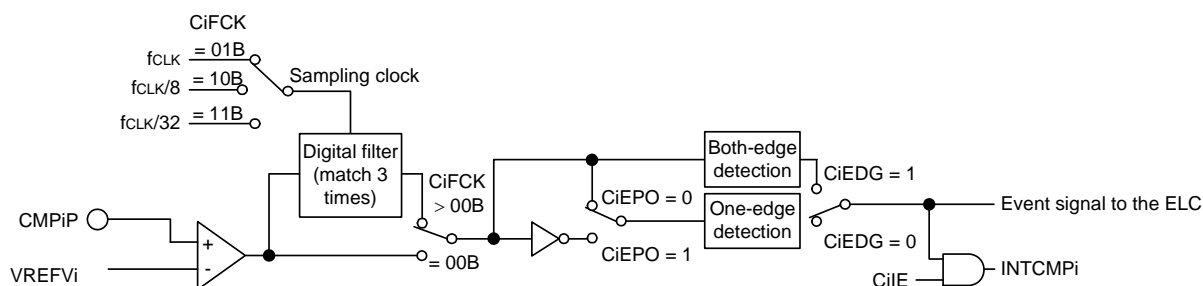 CiFCK
fCLK = 01B
fCLK/8 = 10B
fCLK/32 = 11B
Sampling clock
Digital filter
(match 3
times)
CiFCK
> 00B
= 00B
CMPiP
+
-
VREFVi
CiEPO = 0
CiEPO = 1
Both-edge
detection
One-edge
detection
CiEDG = 1
CiEDG = 0
Event signal to the ELC
CiIE
INTCMPi